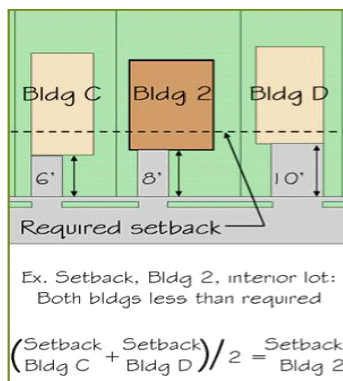 Bldg C Bldg 2 Bldg D
6' 8' 10'
Required setback
Ex. Setback, Bldg 2, interior lot:
Both bldgs less than required
(Setback Bldg C + Setback Bldg D) / 2 = Setback Bldg 2